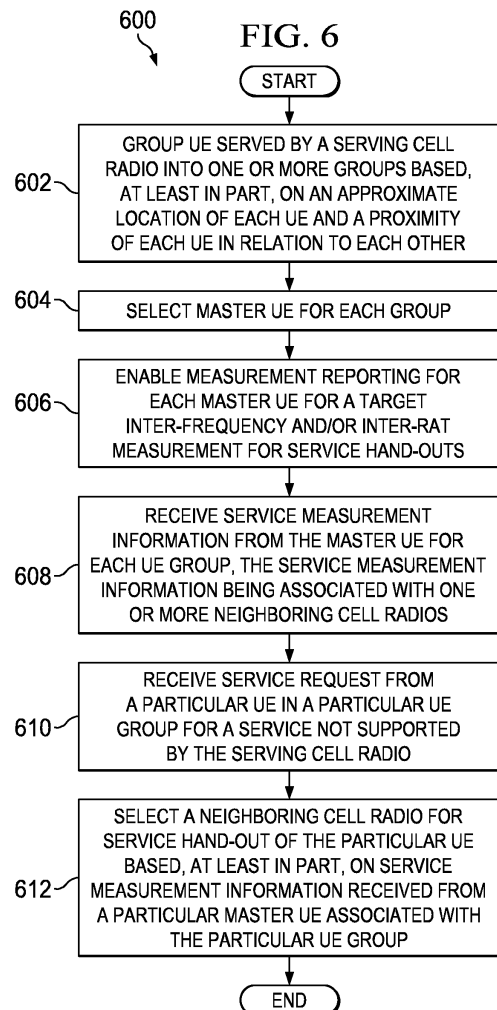 600
FIG. 6
START
602
GROUP UE SERVED BY A SERVING CELL
RADIO INTO ONE OR MORE GROUPS BASED,
AT LEAST IN PART, ON AN APPROXIMATE
LOCATION OF EACH UE AND A PROXIMITY
OF EACH UE IN RELATION TO EACH OTHER
604
SELECT MASTER UE FOR EACH GROUP
606
ENABLE MEASUREMENT REPORTING FOR
EACH MASTER UE FOR A TARGET
INTER-FREQUENCY AND/OR INTER-RAT
MEASUREMENT FOR SERVICE HAND-OUTS
608
RECEIVE SERVICE MEASUREMENT
INFORMATION FROM THE MASTER UE FOR
EACH UE GROUP, THE SERVICE MEASUREMENT
INFORMATION BEING ASSOCIATED WITH ONE
OR MORE NEIGHBORING CELL RADIOS
610
RECEIVE SERVICE REQUEST FROM
A PARTICULAR UE IN A PARTICULAR UE
GROUP FOR A SERVICE NOT SUPPORTED
BY THE SERVING CELL RADIO
612
SELECT A NEIGHBORING CELL RADIO FOR
SERVICE HAND-OUT OF THE PARTICULAR UE
BASED, AT LEAST IN PART, ON SERVICE
MEASUREMENT INFORMATION RECEIVED FROM
A PARTICULAR MASTER UE ASSOCIATED WITH
THE PARTICULAR UE GROUP
END